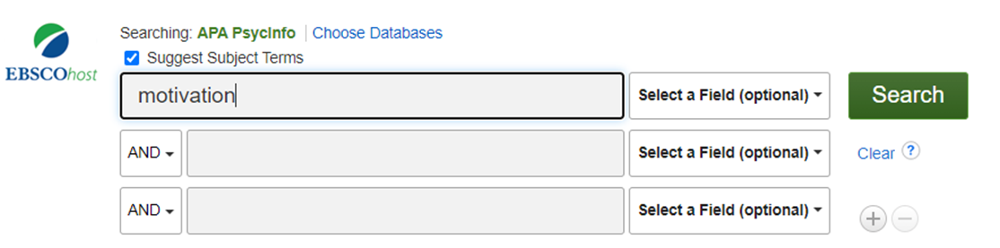 Searching: APA PsycInfo Choose Databases
Suggest Subject Terms
EBSCOhost
motivation Select a Field (optional) Search
AND Select a Field (optional) Clear ?
AND Select a Field (optional)